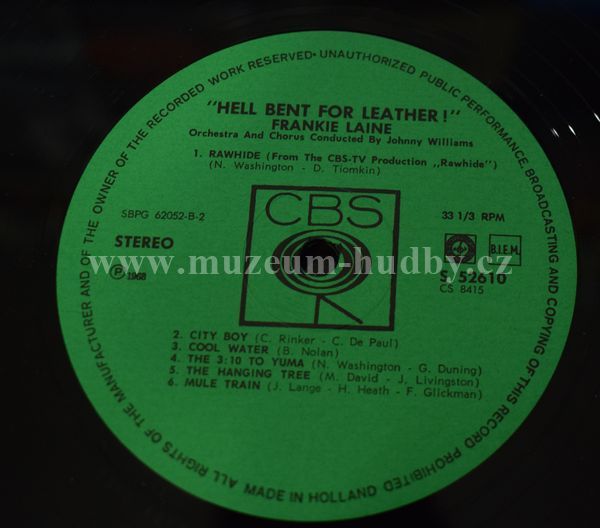 ALL RIGHTS OF THE MANUFACTURER AND OF THE OWNER OF THE RECORDED WORK RESERVED • UNAUTHORIZED PUBLIC PERFORMANCE, BROADCASTING AND COPYING OF THIS RECORD PROHIBITED
"HELL BENT FOR LEATHER!"
FRANKIE LAINE
Orchestra And Chorus Conducted By Johnny Williams
1. RAWHIDE (From The CBS-TV Production „Rawhide")
(N. Washington - D. Tiomkin)
CBS
SBPG 62052-B-2
33 1/3 RPM
STEREO
B.I.E.M.
℗ 1968
www.muzeum-hudby.cz
S 52610
CS 8415
2. CITY BOY (C. Rinker - C. De Paul)
3. COOL WATER (B. Nolan)
4. THE 3:10 TO YUMA (N. Washington - G. Duning)
5. THE HANGING TREE (M. David - J. Livingston)
6. MULE TRAIN (J. Lange - H. Heath - F. Glickman)
MADE IN HOLLAND